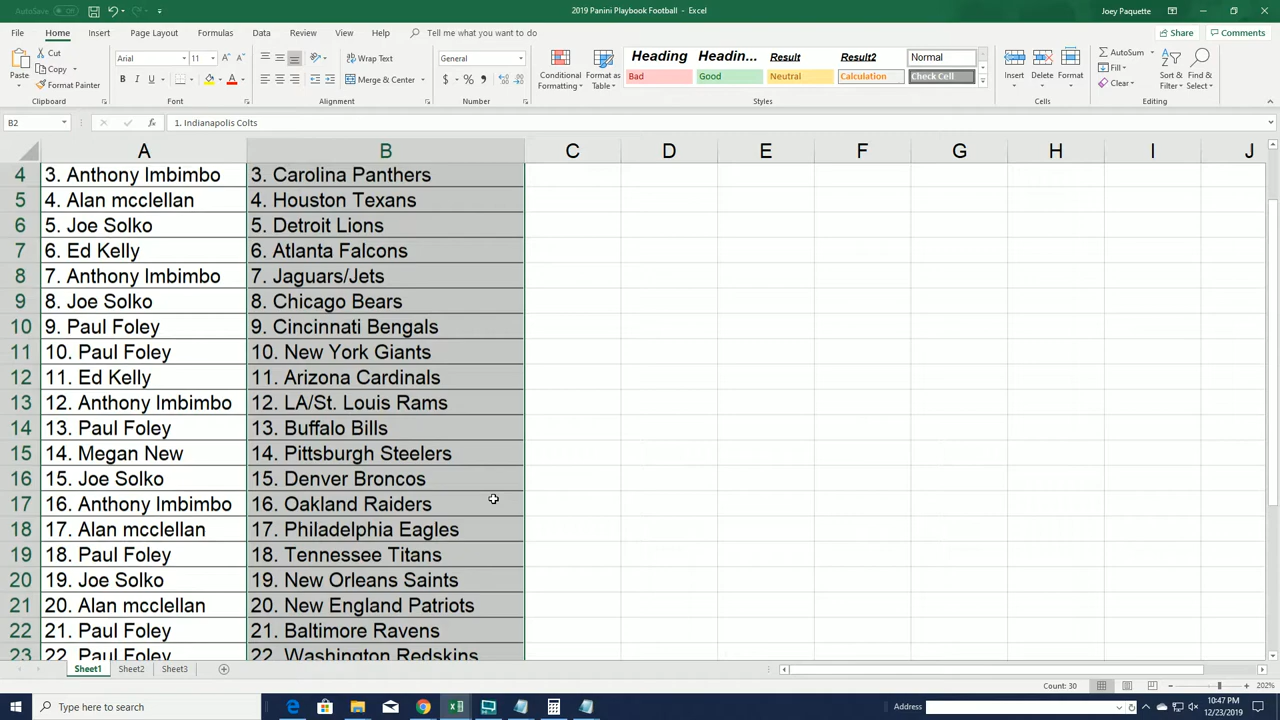 AutoSave Off
2019 Panini Playbook Football - Excel
Joey Paquette
File Home Insert Page Layout Formulas Data Review View Help Tell me what you want to do
Share Comments
Paste
Cut
Copy
Format Painter
Clipboard
Arial 11
B I U
Font
Wrap Text
Merge & Center
Alignment
General
$ % ,
Number
Conditional Formatting
Format as Table
Heading Headin... Result Result2 Normal
Bad Good Neutral Calculation Check Cell
Styles
Insert Delete Format
Cells
AutoSum
Fill
Clear
Sort & Filter
Find & Select
Editing
B2 fx 1. Indianapolis Colts
A B C D E F G H I J
4 3. Anthony Imbimbo 3. Carolina Panthers
5 4. Alan mcclellan 4. Houston Texans
6 5. Joe Solko 5. Detroit Lions
7 6. Ed Kelly 6. Atlanta Falcons
8 7. Anthony Imbimbo 7. Jaguars/Jets
9 8. Joe Solko 8. Chicago Bears
10 9. Paul Foley 9. Cincinnati Bengals
11 10. Paul Foley 10. New York Giants
12 11. Ed Kelly 11. Arizona Cardinals
13 12. Anthony Imbimbo 12. LA/St. Louis Rams
14 13. Paul Foley 13. Buffalo Bills
15 14. Megan New 14. Pittsburgh Steelers
16 15. Joe Solko 15. Denver Broncos
17 16. Anthony Imbimbo 16. Oakland Raiders
18 17. Alan mcclellan 17. Philadelphia Eagles
19 18. Paul Foley 18. Tennessee Titans
20 19. Joe Solko 19. New Orleans Saints
21 20. Alan mcclellan 20. New England Patriots
22 21. Paul Foley 21. Baltimore Ravens
23 22. Paul Foley 22. Washington Redskins
Sheet1 Sheet2 Sheet3
Count: 30
202%
Type here to search
Address
10:47 PM
12/23/2019